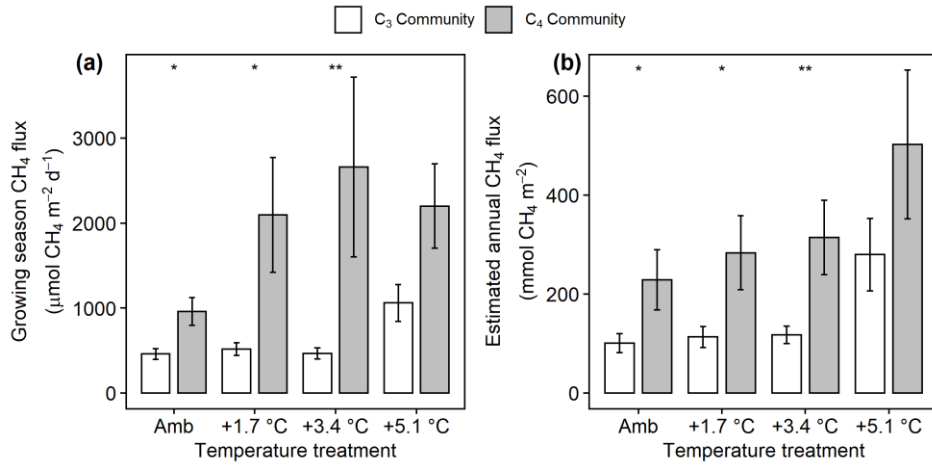 C₃ Community C₄ Community
(a)
* * **
Growing season CH₄ flux
(μmol CH₄ m⁻² d⁻¹)
3000
2000
1000
0
Amb +1.7 °C +3.4 °C +5.1 °C
Temperature treatment
(b)
* * **
Estimated annual CH₄ flux
(mmol CH₄ m⁻²)
600
400
200
0
Amb +1.7 °C +3.4 °C +5.1 °C
Temperature treatment